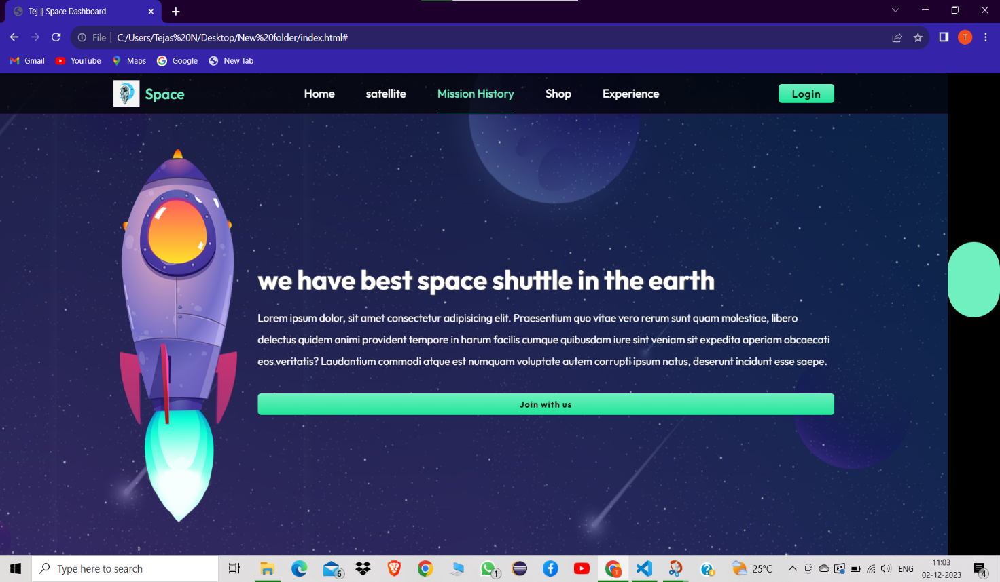 Tej || Space Dashboard
File
C:/Users/Tejas%20N/Desktop/New%20folder/index.html#
T
Gmail YouTube Maps Google New Tab
Space Home satellite Mission History Shop Experience Login
we have best space shuttle in the earth
Lorem ipsum dolor, sit amet consectetur adipisicing elit. Praesentium quo vitae vero rerum sunt quam molestiae, libero
delectus quidem animi provident tempore in harum facilis cumque quibusdam iure sint veniam sit expedita aperiam obcaecati
eos veritatis? Laudantium commodi atque est numquam voluptate autem corrupti ipsum natus, deserunt incidunt esse saepe.
Join with us
Type here to search
6
1
T
25°C
ENG
11:03
02-12-2023
4